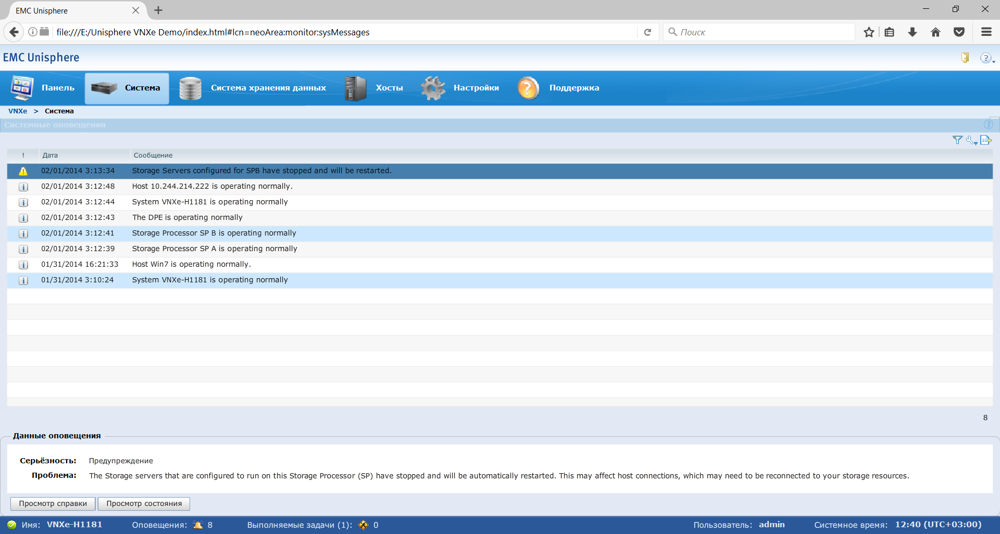 EMC Unisphere
file:///E:/Unisphere VNXe Demo/index.html#lcn=neoArea:monitor:sysMessages
Поиск
EMC Unisphere
Панель
Система
Система хранения данных
Хосты
Настройки
Поддержка
VNXe > Система
Системные оповещения
! Дата Сообщение
02/01/2014 3:13:34 Storage Servers configured for SPB have stopped and will be restarted.
02/01/2014 3:12:48 Host 10.244.214.222 is operating normally.
02/01/2014 3:12:44 System VNXe-H1181 is operating normally
02/01/2014 3:12:43 The DPE is operating normally
02/01/2014 3:12:41 Storage Processor SP B is operating normally
02/01/2014 3:12:39 Storage Processor SP A is operating normally
01/31/2014 16:21:33 Host Win7 is operating normally.
01/31/2014 3:10:24 System VNXe-H1181 is operating normally
8
Данные оповещения
Серьёзность: Предупреждение
Проблема: The Storage servers that are configured to run on this Storage Processor (SP) have stopped and will be automatically restarted. This may affect host connections, which may need to be reconnected to your storage resources.
Просмотр справки
Просмотр состояния
Имя: VNXe-H1181 Оповещения: 8 Выполняемые задачи (1): 0 Пользователь: admin Системное время: 12:40 (UTC+03:00)